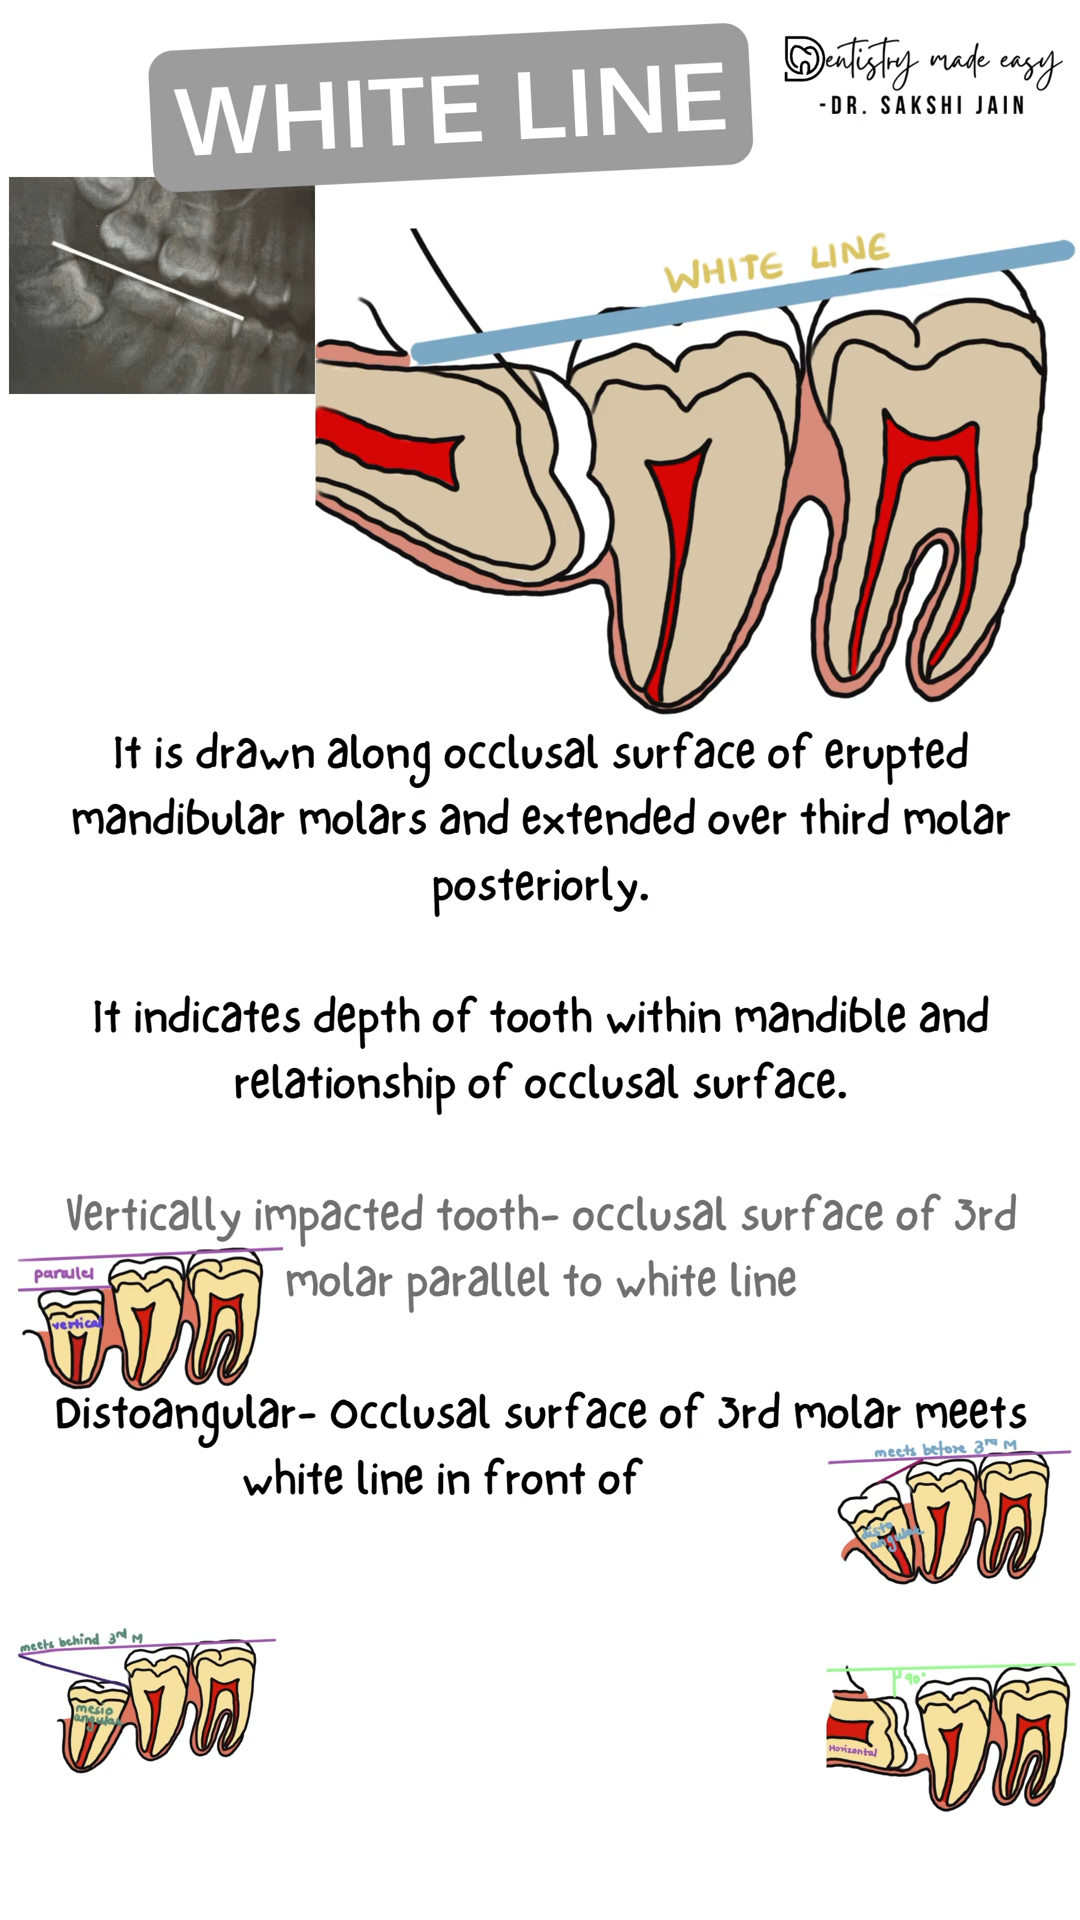 WHITE LINE
Dentistry made easy
-DR. SAKSHI JAIN
WHITE LINE
It is drawn along occlusal surface of erupted
mandibular molars and extended over third molar
posteriorly.
It indicates depth of tooth within mandible and
relationship of occlusal surface.
Vertically impacted tooth- occlusal surface of 3rd
molar parallel to white line
parallel
vertical
Distoangular- Occlusal surface of 3rd molar meets
white line in front of
meets before 3rd M
disto
angular
meets behind 3rd M
mesio
angular
90°
Horizontal